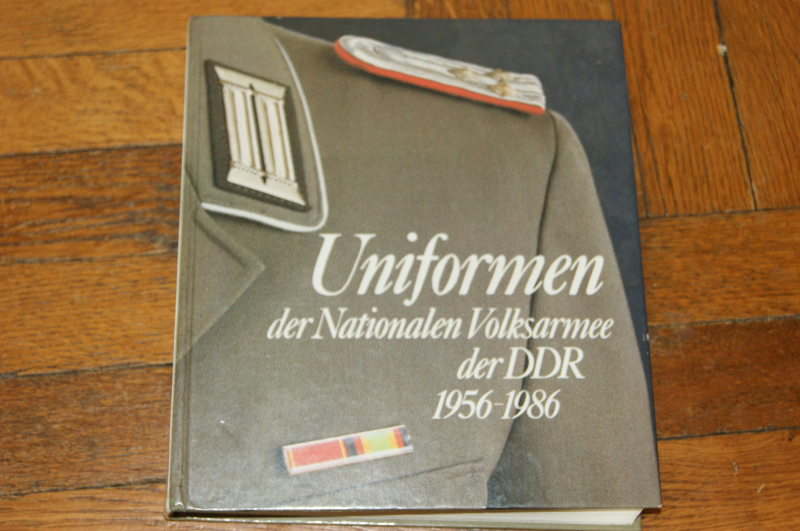 Uniformen
der Nationalen Volksarmee
der DDR
1956-1986